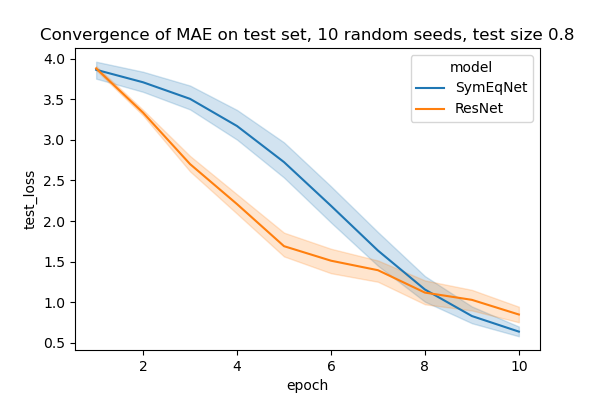 Convergence of MAE on test set, 10 random seeds, test size 0.8
4.0
3.5
3.0
2.5
2.0
1.5
1.0
0.5
test_loss
model
SymEqNet
ResNet
2
4
6
8
10
epoch